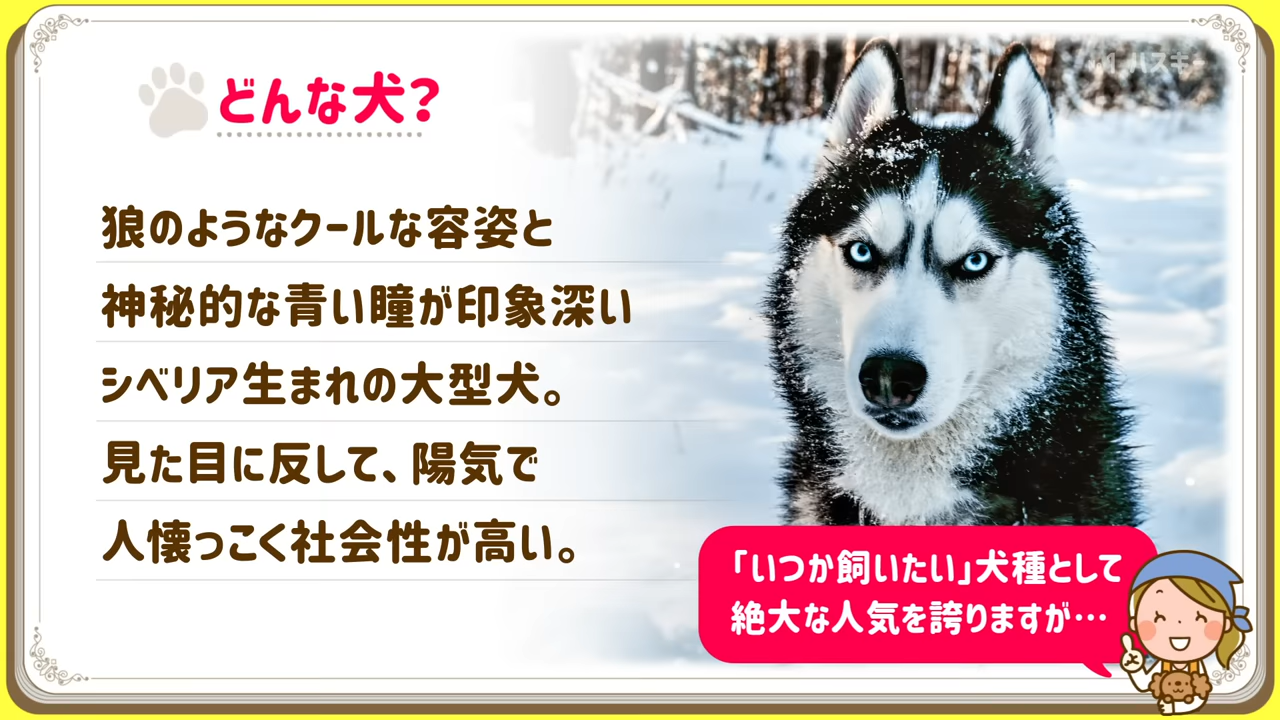 どんな犬?
狼のようなクールな容姿と
神秘的な青い瞳が印象深い
シベリア生まれの大型犬。
見た目に反して、陽気で
人懐っこく社会性が高い。
「いつか飼いたい」犬種として
絶大な人気を誇りますが…
ハスキー